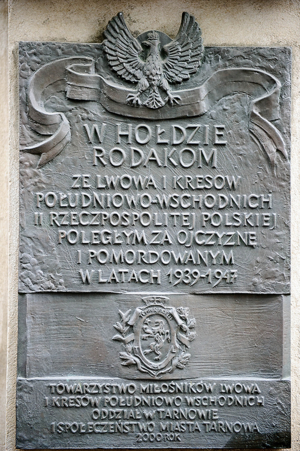 W HOŁDZIE
RODAKOM
ZE LWOWA I KRESÓW
POŁUDNIOWO-WSCHODNICH
II RZECZPOSPOLITEJ POLSKIEJ
POLEGŁYM ZA OJCZYZNĘ
I POMORDOWANYM
W LATACH 1939-1947
TOWARZYSTWO MIŁOŚNIKÓW LWOWA
I KRESÓW POŁUDNIOWO WSCHODNICH
ODDZIAŁ W TARNOWIE
I SPOŁECZEŃSTWO MIASTA TARNOWA
2000 ROK